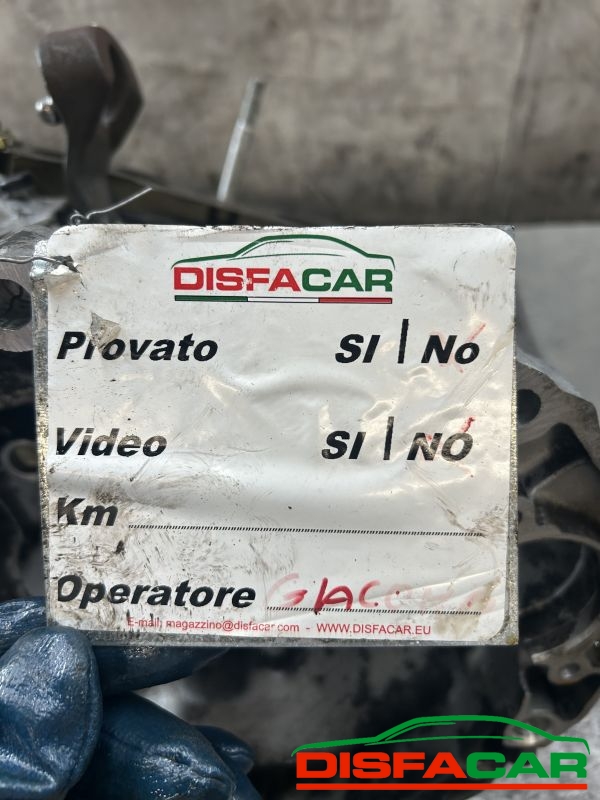 DISFACAR
Provato SI | No
Video SI | NO
Km
Operatore
E-mail: magazzino@disfacar.com - WWW.DISFACAR.EU
DISFACAR